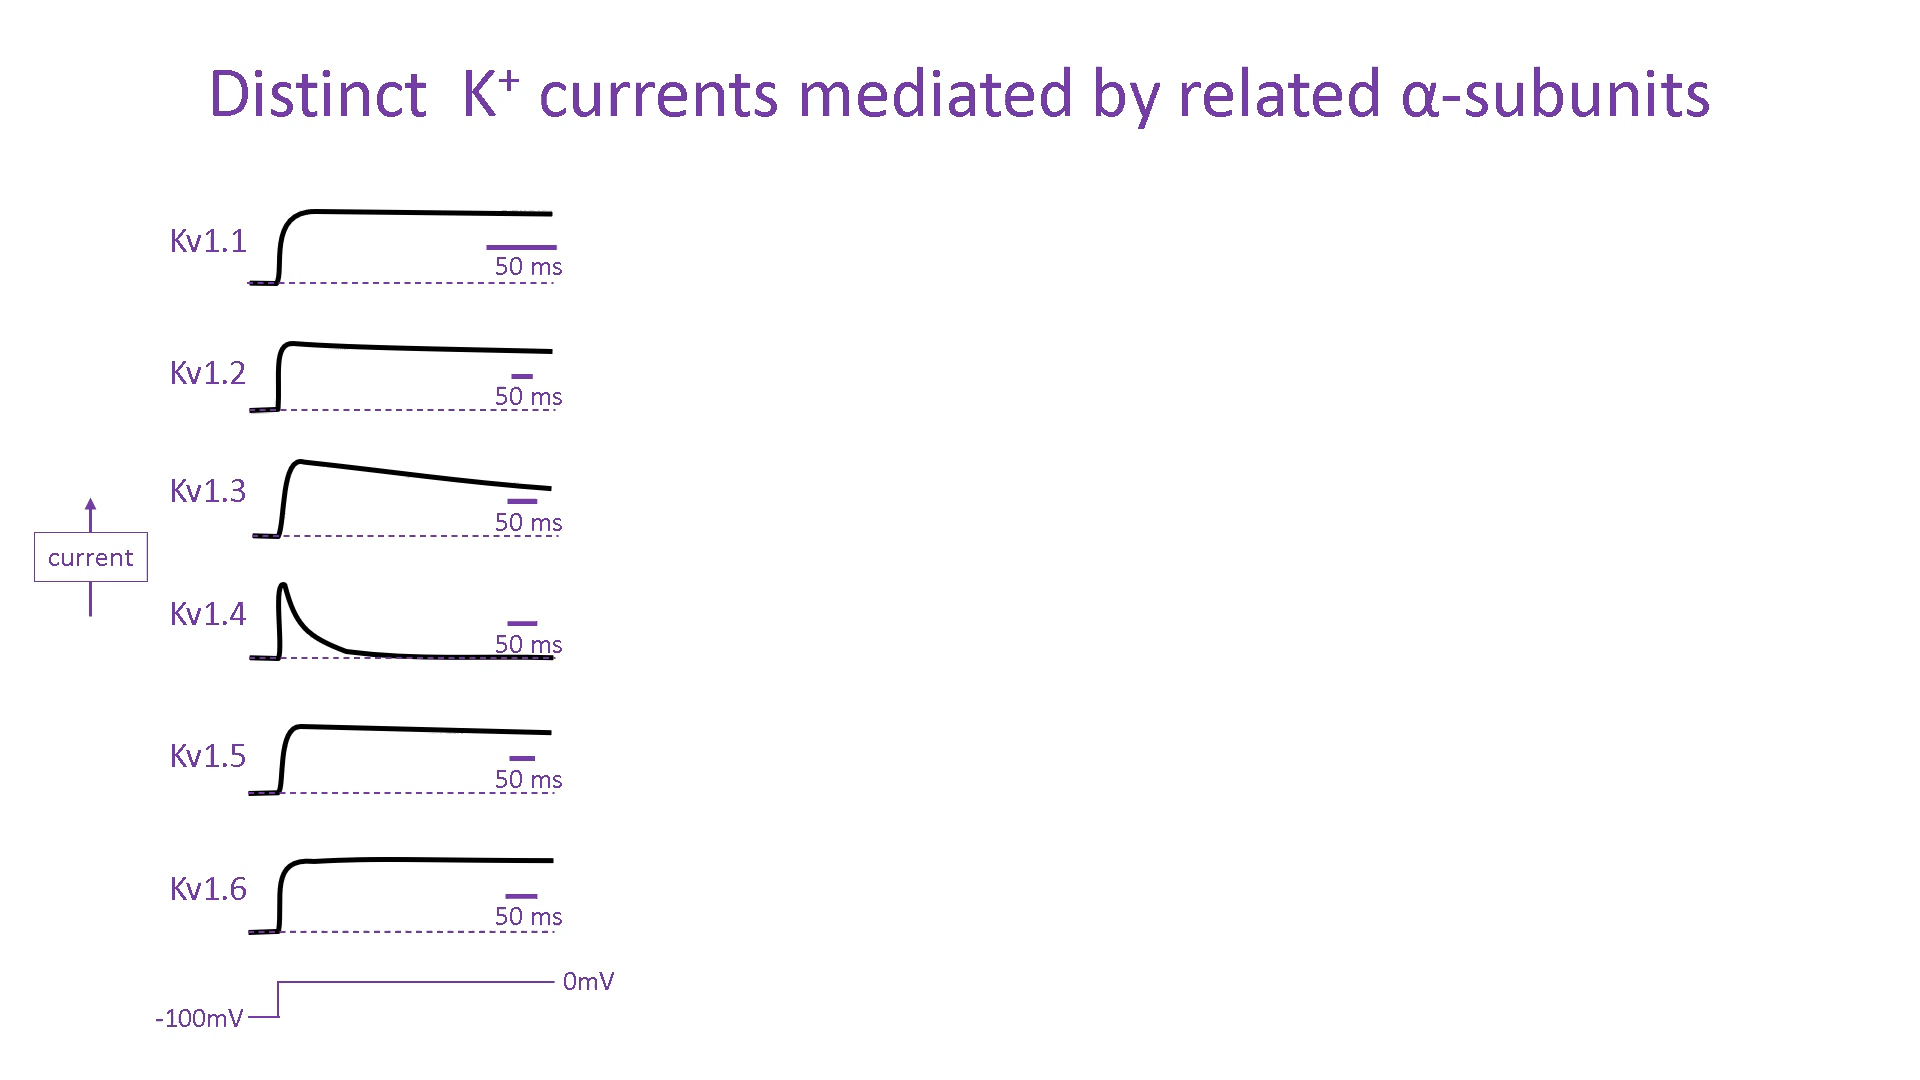 Distinct  K⁺ currents mediated by related α-subunits
Kv1.1
50 ms
Kv1.2
50 ms
Kv1.3
50 ms
current
Kv1.4
50 ms
Kv1.5
50 ms
Kv1.6
50 ms
0mV
-100mV